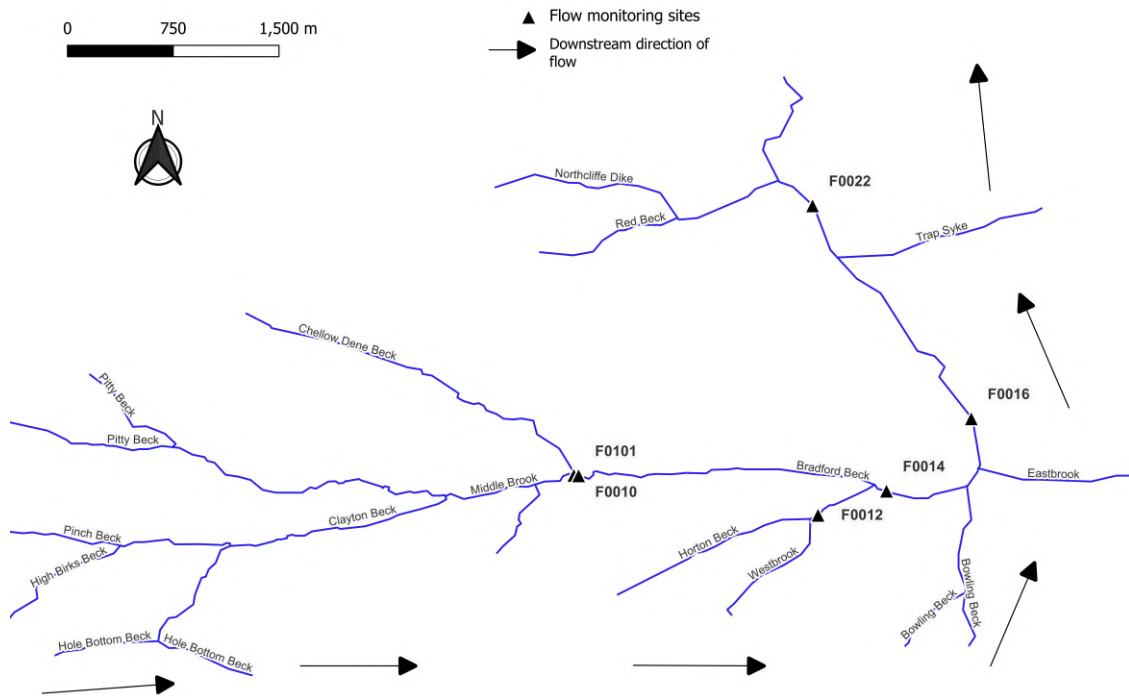 0 750 1,500 m
Flow monitoring sites
Downstream direction of
flow
N
Northcliffe Dike
F0022
Red Beck
Trap Syke
Chellow Dene Beck
Pitty Beck
F0016
Pitty Beck
F0101
Bradford Beck
F0014
Eastbrook
Middle Brook
F0010
Clayton Beck
F0012
Pinch Beck
Horton Beck
High Birks Beck
Westbrook
Bowling Beck
Bowling Beck
Hole Bottom Beck
Hole Bottom Beck